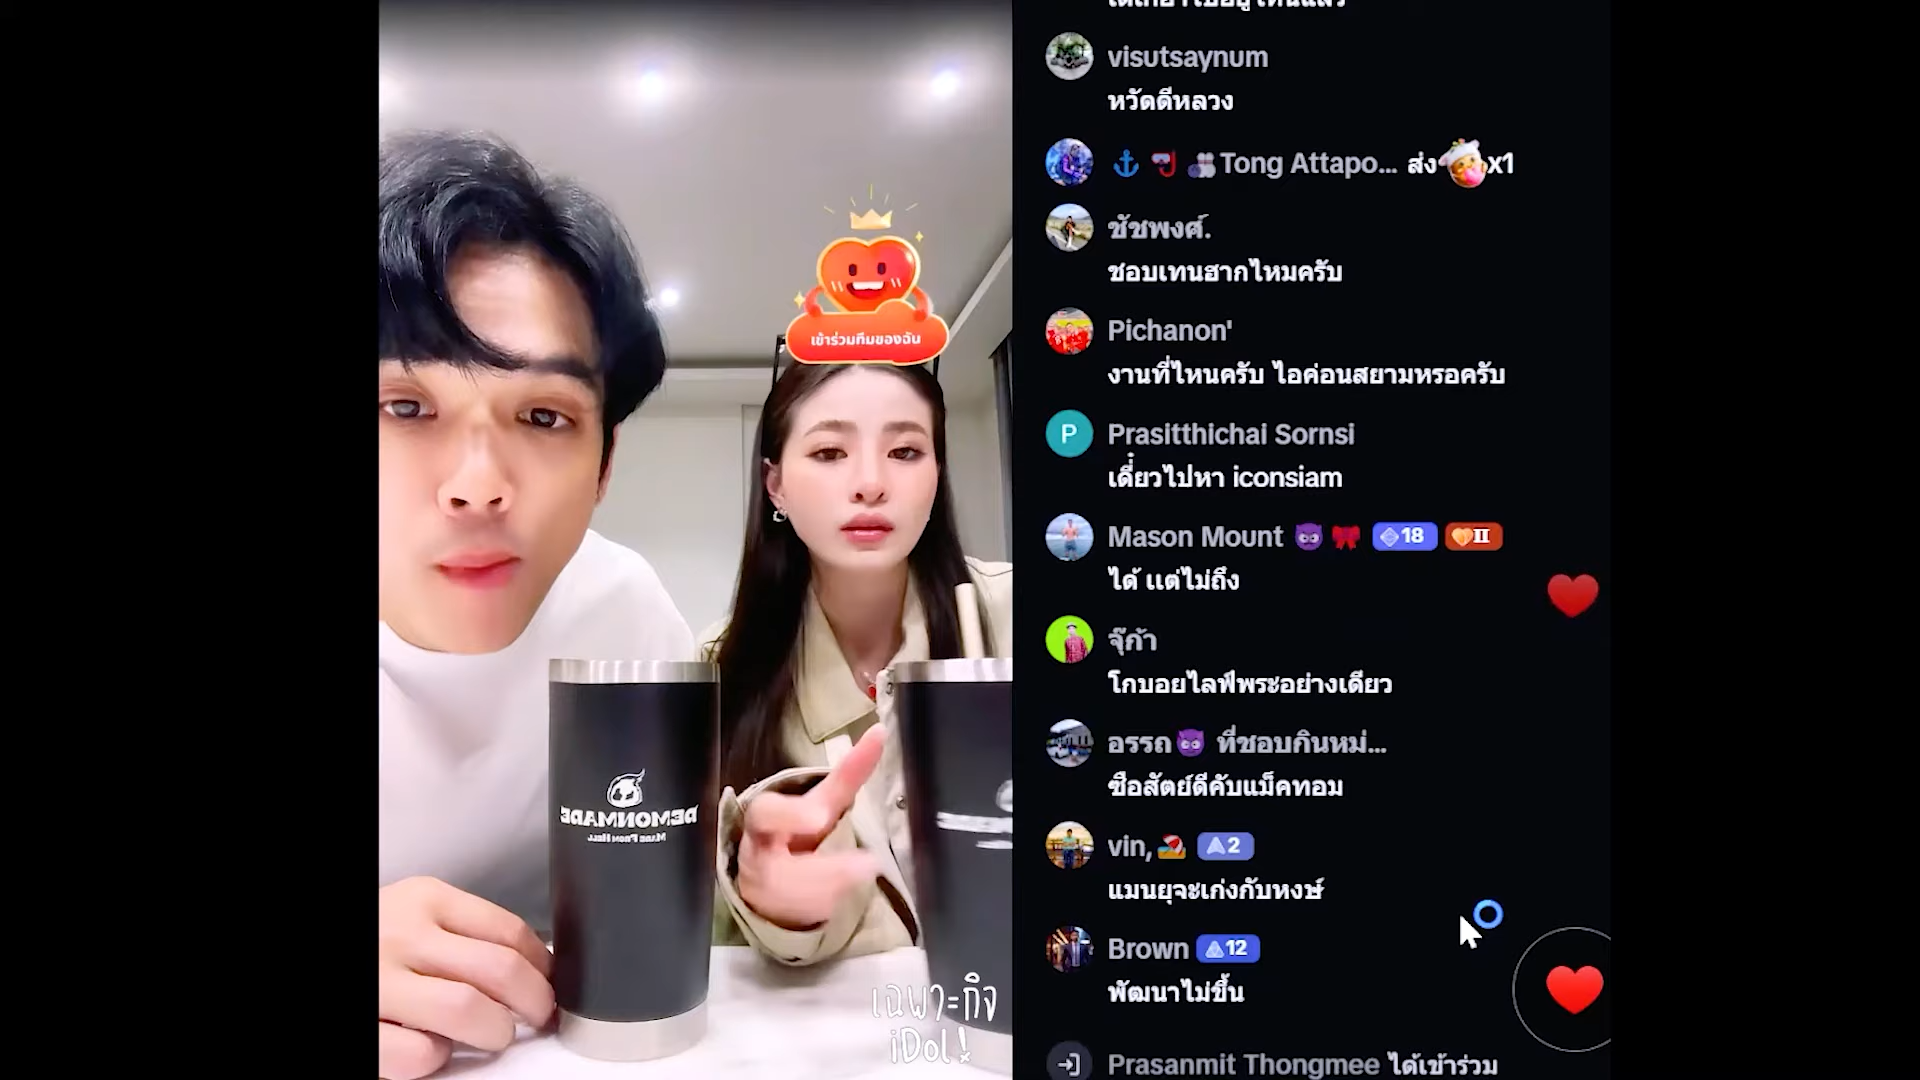 เข้าร่วมทีมของฉัน
DEMONMADE
MADE FROM HELL
เฉพาะกิจ
iDol!
visutsaynum
หวัดดีหลวง
Tong Attapo... ส่ง x1
ชัชพงศ์.
ชอบเทนฮากไหมครับ
Pichanon'
งานที่ไหนครับ ไอค่อนสยามหรอครับ
P
Prasitthichai Sornsi
เดี๋ยวไปหา iconsiam
Mason Mount 18 II
ได้ แต่ไม่ถึง
จุ๊ก้า
โกบอยไลฟ์พระอย่างเดียว
อรรถ ที่ชอบกินหม่...
ซือสัตย์ดีคับแม็คทอม
vin, 2
แมนยุจะเก่งกับหงษ์
Brown 12
พัฒนาไม่ขึ้น
Prasanmit Thongmee ได้เข้าร่วม